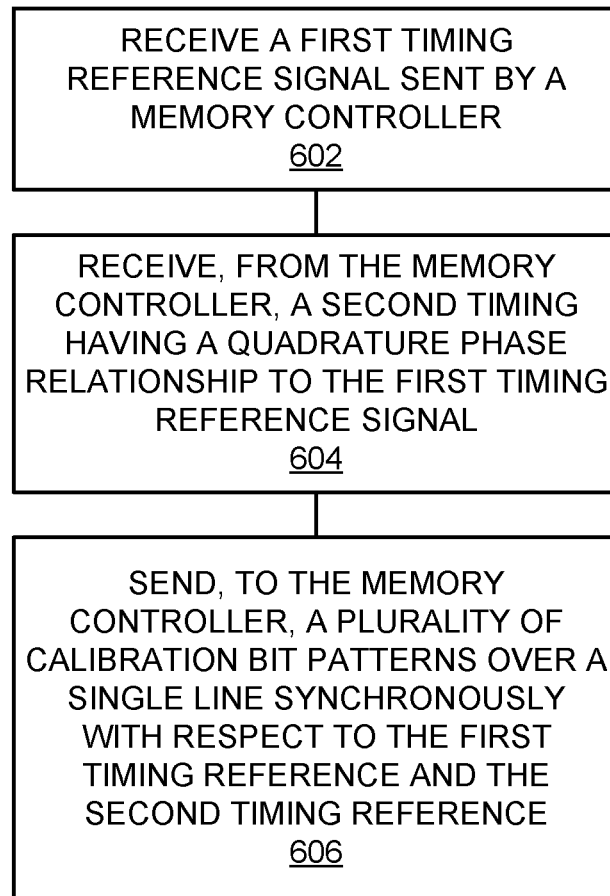 RECEIVE A FIRST TIMING
REFERENCE SIGNAL SENT BY A
MEMORY CONTROLLER
602
RECEIVE, FROM THE MEMORY
CONTROLLER, A SECOND TIMING
HAVING A QUADRATURE PHASE
RELATIONSHIP TO THE FIRST TIMING
REFERENCE SIGNAL
604
SEND, TO THE MEMORY
CONTROLLER, A PLURALITY OF
CALIBRATION BIT PATTERNS OVER A
SINGLE LINE SYNCHRONOUSLY
WITH RESPECT TO THE FIRST
TIMING REFERENCE AND THE
SECOND TIMING REFERENCE
606